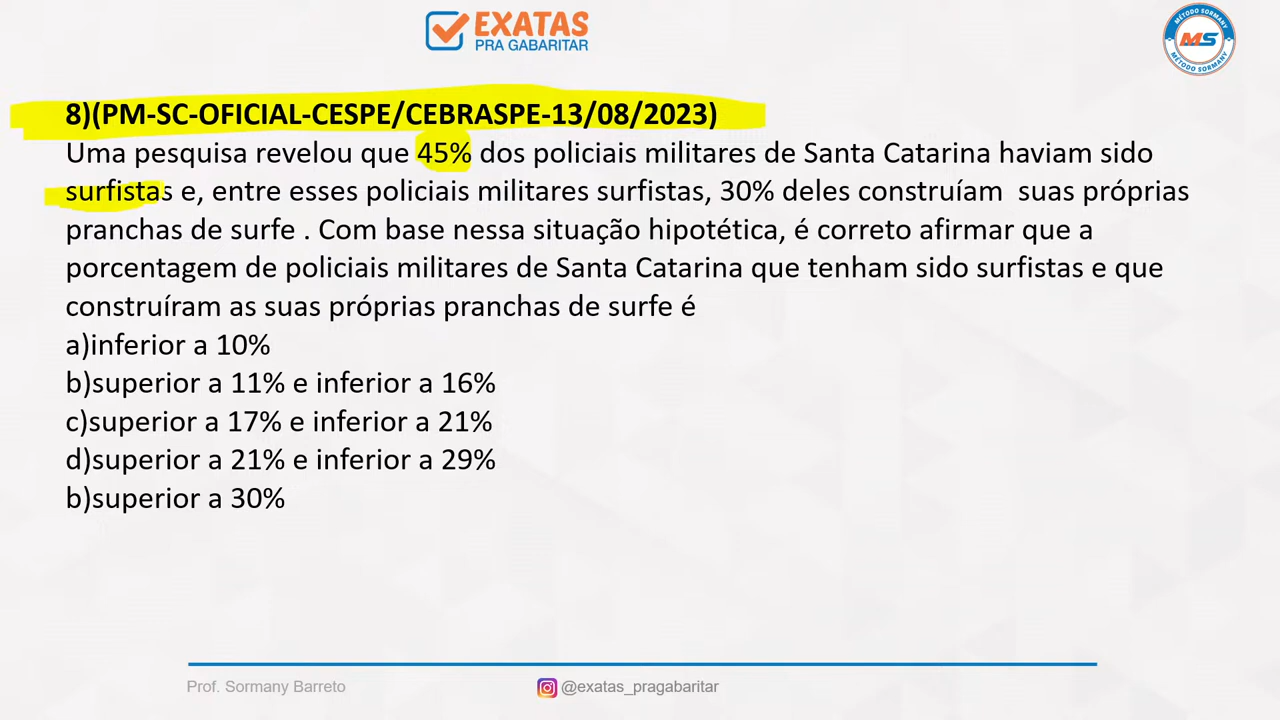 EXATAS
PRA GABARITAR
MÉTODO SORMANY
MS
MÉTODO SORMANY
8)(PM-SC-OFICIAL-CESPE/CEBRASPE-13/08/2023)
Uma pesquisa revelou que 45% dos policiais militares de Santa Catarina haviam sido
surfistas e, entre esses policiais militares surfistas, 30% deles construíam  suas próprias
pranchas de surfe . Com base nessa situação hipotética, é correto afirmar que a
porcentagem de policiais militares de Santa Catarina que tenham sido surfistas e que
construíram as suas próprias pranchas de surfe é
a)inferior a 10%
b)superior a 11% e inferior a 16%
c)superior a 17% e inferior a 21%
d)superior a 21% e inferior a 29%
b)superior a 30%
Prof. Sormany Barreto
@exatas_pragabaritar